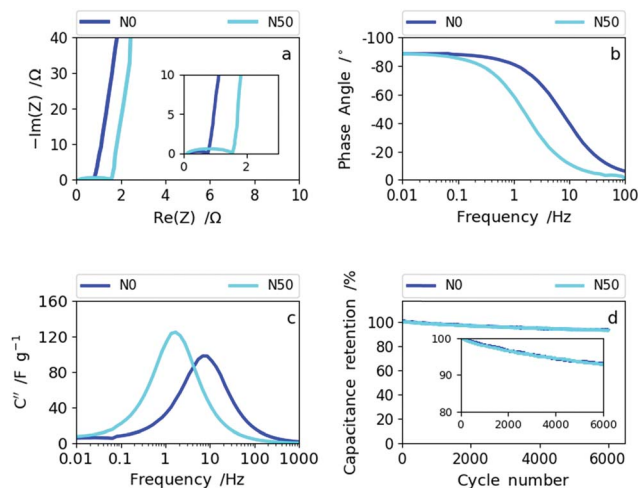 N0 N50
a
−Im(Z) /Ω
40
30
20
10
0
10
5
0
0 2
0 2 4 6 8 10
Re(Z) /Ω
N0 N50
b
Phase Angle /°
-100
-80
-60
-40
-20
0
0.01 0.1 1 10 100
Frequency /Hz
N0 N50
c
C′′ /F g⁻¹
160
120
80
40
0
0.01 0.1 1 10 100 1000
Frequency /Hz
N0 N50
d
Capacitance retention /%
100
80
60
40
20
0
100
90
80
0 2000 4000 6000
0 2000 4000 6000
Cycle number